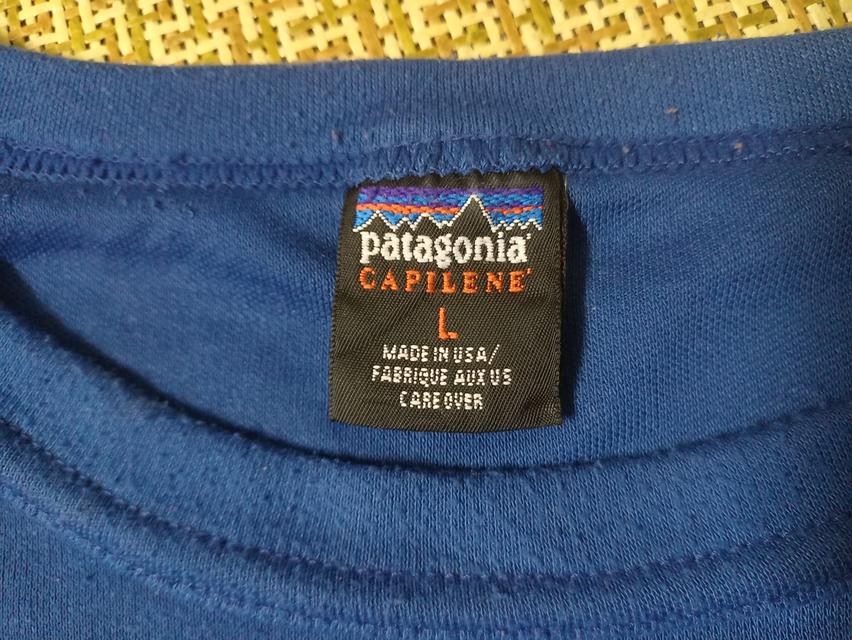 patagonia®
CAPILENE®
L
MADE IN USA/
FABRIQUE AUX US
CARE OVER